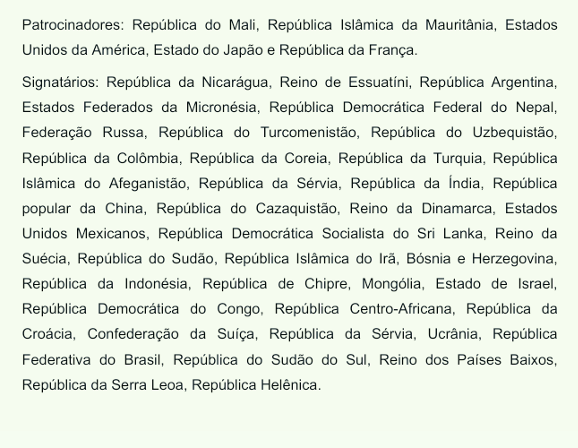 Patrocinadores: República do Mali, República Islâmica da Mauritânia, Estados
Unidos da América, Estado do Japão e República da França.
Signatários: República da Nicarágua, Reino de Essuatíni, República Argentina,
Estados Federados da Micronésia, República Democrática Federal do Nepal,
Federação Russa, República do Turcomenistão, República do Uzbequistão,
República da Colômbia, República da Coreia, República da Turquia, República
Islâmica do Afeganistão, República da Sérvia, República da Índia, República
popular da China, República do Cazaquistão, Reino da Dinamarca, Estados
Unidos Mexicanos, República Democrática Socialista do Sri Lanka, Reino da
Suécia, República do Sudão, República Islâmica do Irã, Bósnia e Herzegovina,
República da Indonésia, República de Chipre, Mongólia, Estado de Israel,
República Democrática do Congo, República Centro-Africana, República da
Croácia, Confederação da Suíça, República da Sérvia, Ucrânia, República
Federativa do Brasil, República do Sudão do Sul, Reino dos Países Baixos,
República da Serra Leoa, República Helênica.